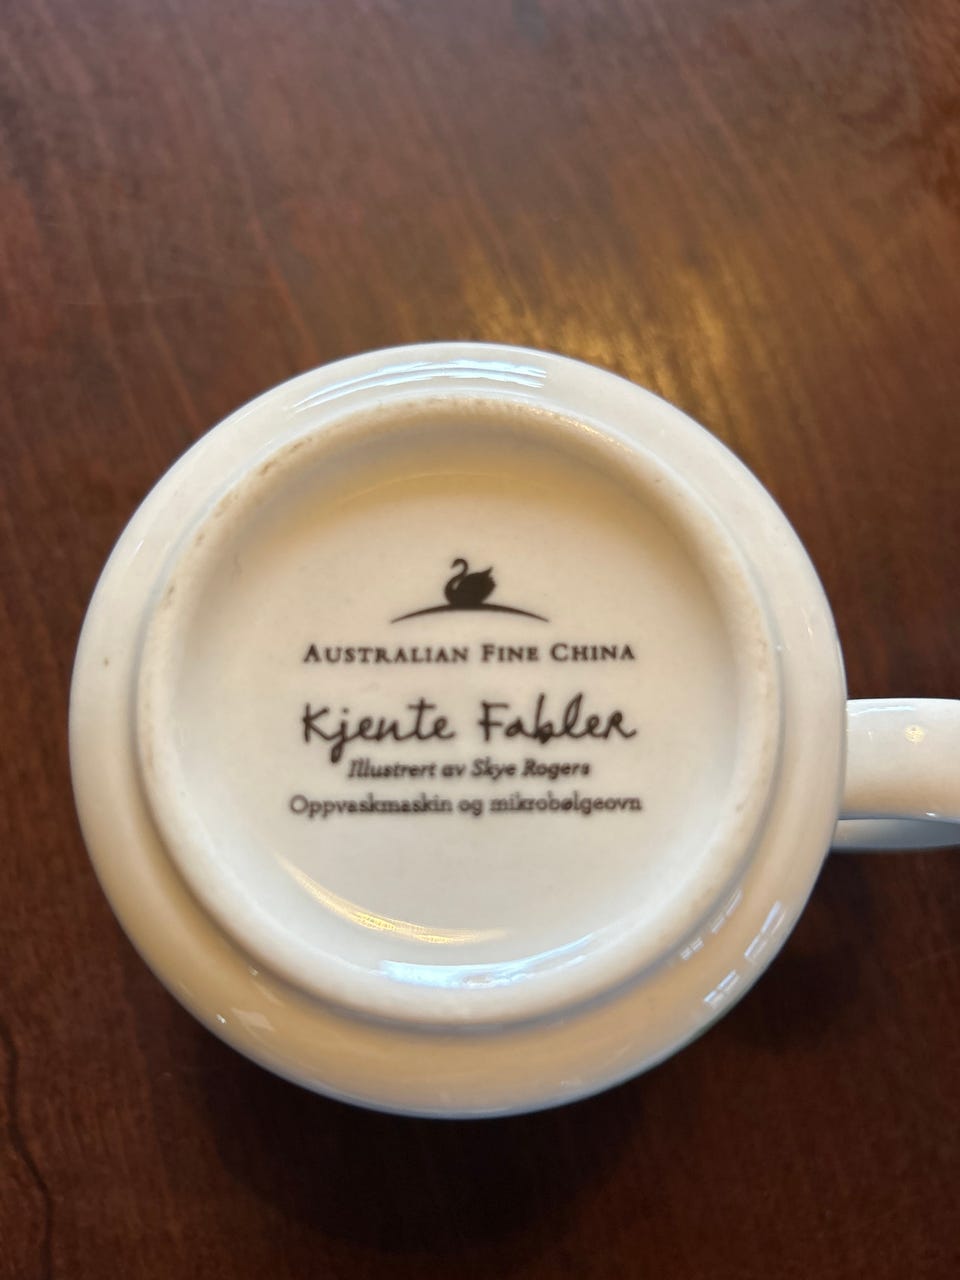 AUSTRALIAN FINE CHINA
Kjente Fabler
Illustrert av Skye Rogers
Oppvaskmaskin og mikrobølgeovn